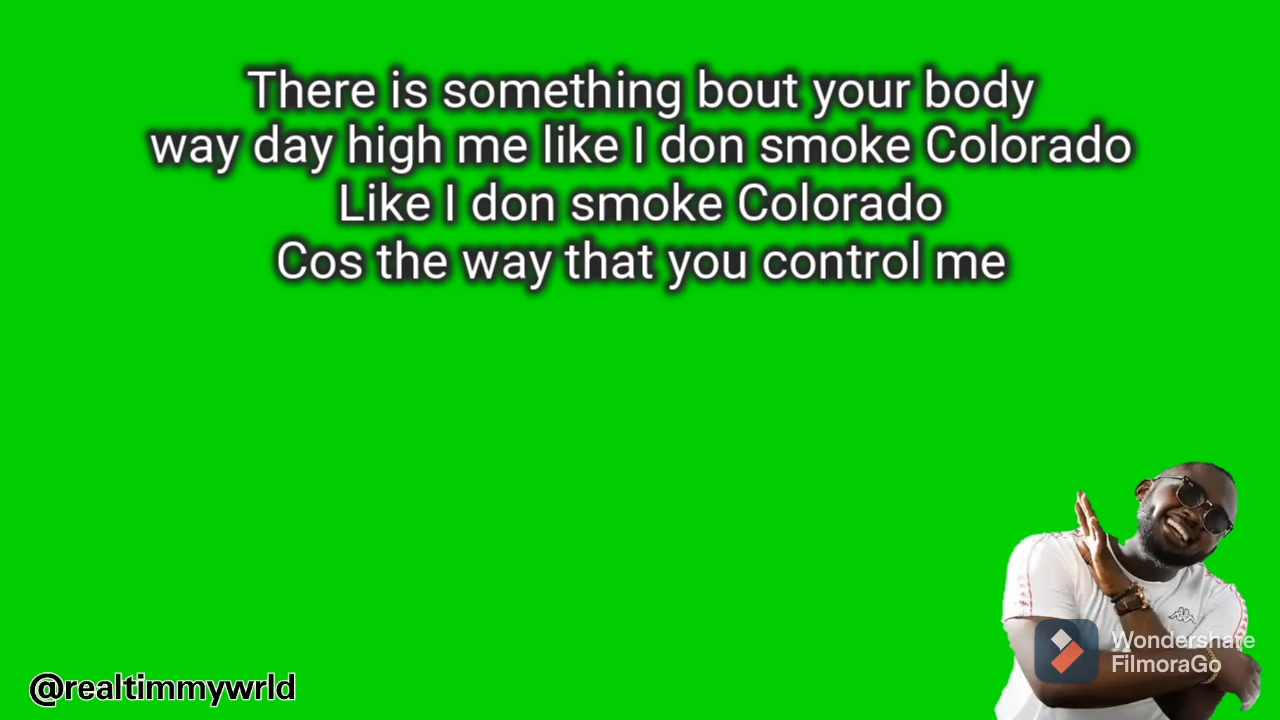 There is something bout your body
way day high me like I don smoke Colorado
Like I don smoke Colorado
Cos the way that you control me
Wondershare
FilmoraGo
@realtimmywrld